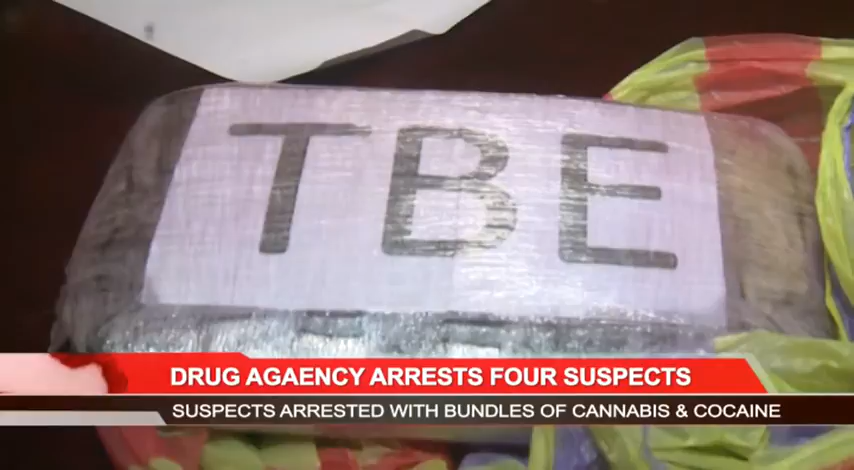 TBE
DRUG AGAENCY ARRESTS FOUR SUSPECTS
SUSPECTS ARRESTED WITH BUNDLES OF CANNABIS & COCAINE